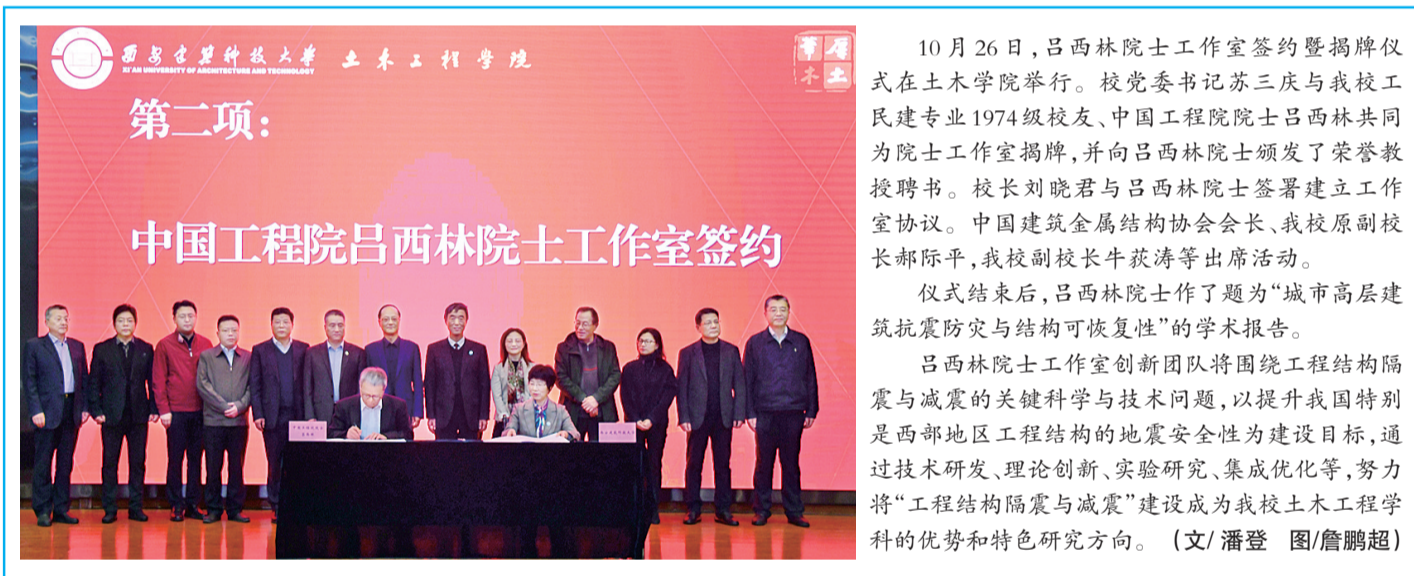 西安建筑科技大学
XI'AN UNIVERSITY OF ARCHITECTURE AND TECHNOLOGY
土木工程學院
華厚
木土
第二项：
中国工程院吕西林院士工作室签约
10月26日，吕西林院士工作室签约暨揭牌仪
式在土木学院举行。校党委书记苏三庆与我校工
民建专业1974级校友、中国工程院院士吕西林共同
为院士工作室揭牌，并向吕西林院士颁发了荣誉教
授聘书。校长刘晓君与吕西林院士签署建立工作
室协议。中国建筑金属结构协会会长、我校原副校
长郝际平，我校副校长牛荻涛等出席活动。
仪式结束后，吕西林院士作了题为“城市高层建
筑抗震防灾与结构可恢复性”的学术报告。
吕西林院士工作室创新团队将围绕工程结构隔
震与减震的关键科学与技术问题，以提升我国特别
是西部地区工程结构的地震安全性为建设目标，通
过技术研发、理论创新、实验研究、集成优化等，努力
将“工程结构隔震与减震”建设成为我校土木工程学
科的优势和特色研究方向。（文/潘登 图/詹鹏超）